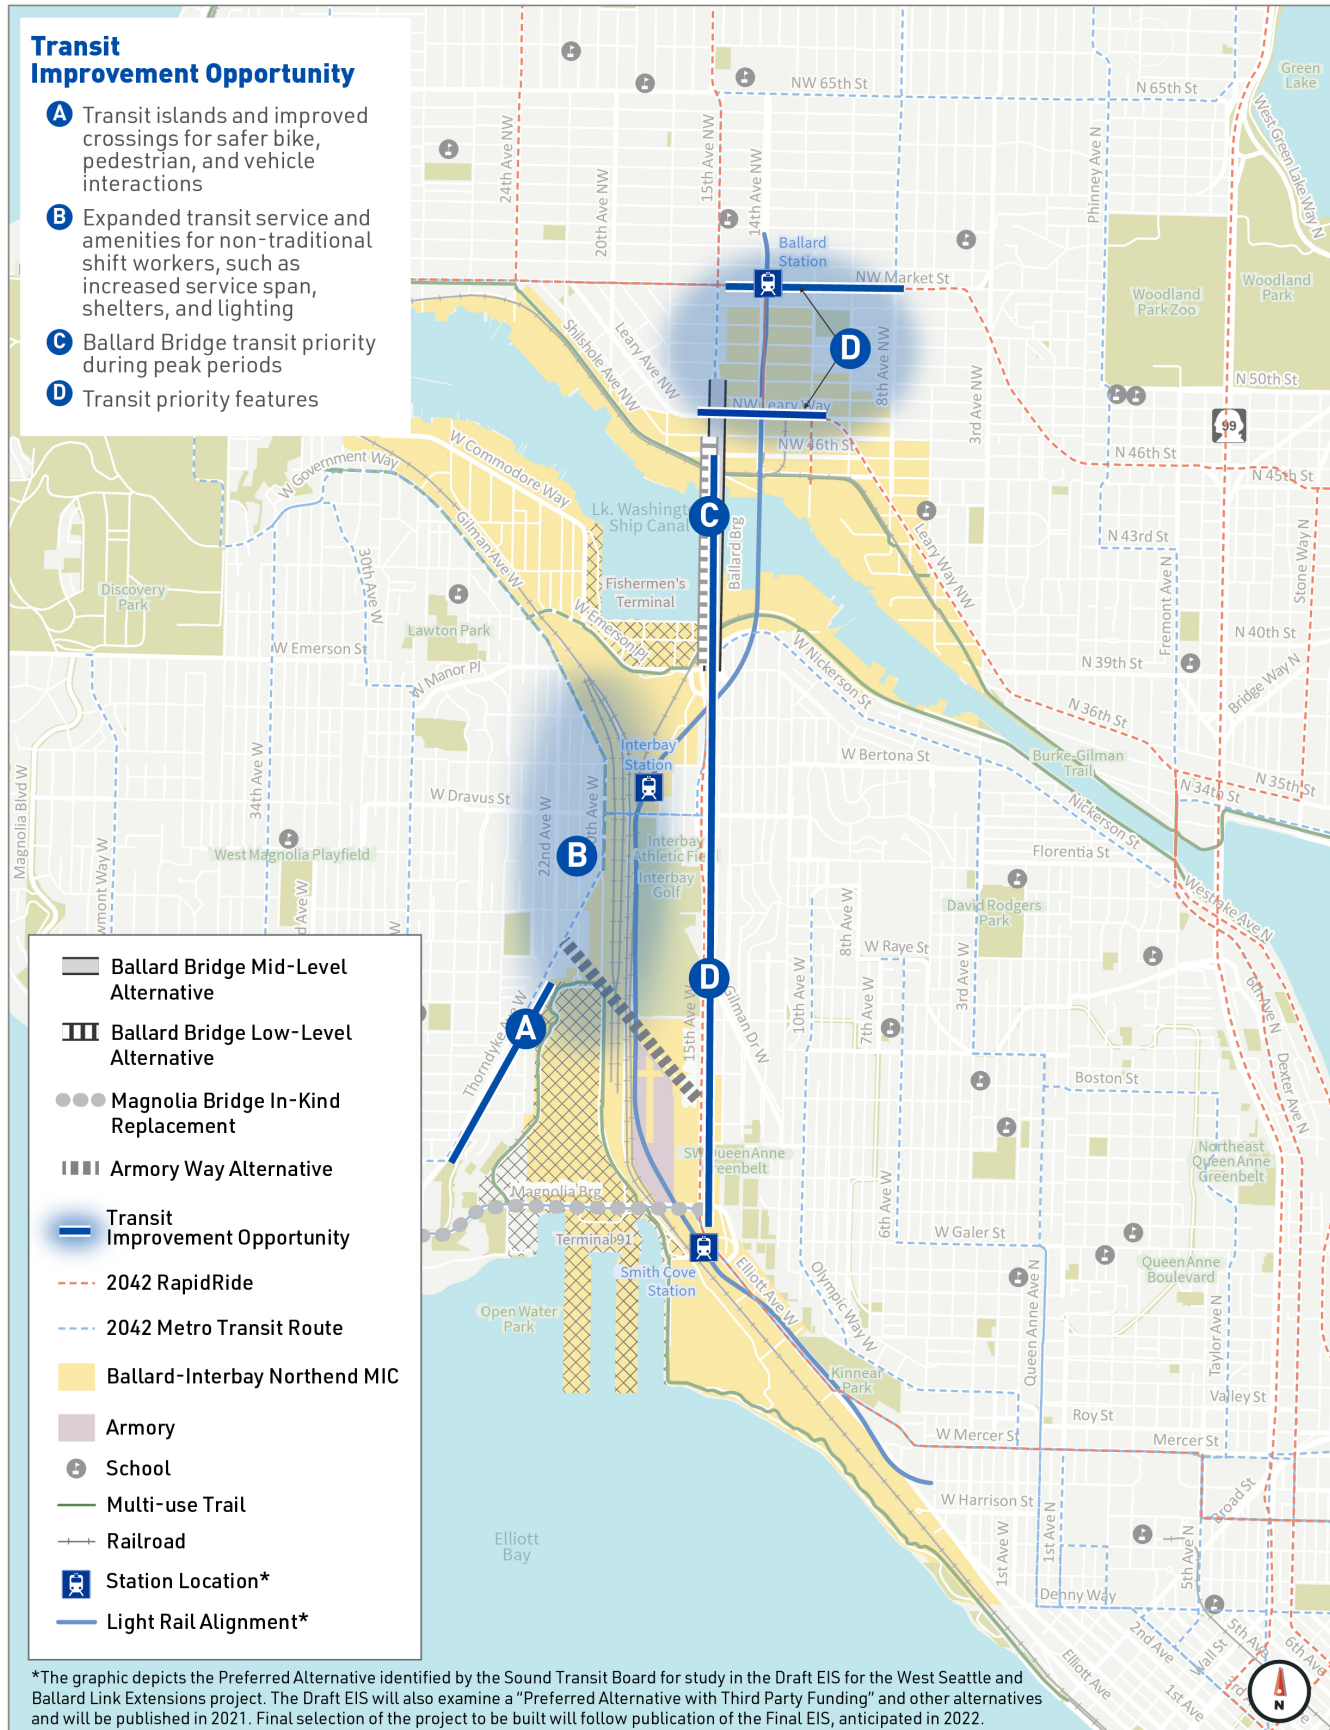 Transit
Improvement Opportunity
A Transit islands and improved
crossings for safer bike,
pedestrian, and vehicle
interactions
B Expanded transit service and
amenities for non-traditional
shift workers, such as
increased service span,
shelters, and lighting
C Ballard Bridge transit priority
during peak periods
D Transit priority features
NW 65th St
N 65th St
Green
Lake
West Green Lake Way N
24th Ave NW
20th Ave NW
15th Ave NW
14th Ave NW
Phinney Ave N
Ballard
Station
NW Market St
Woodland
Park Zoo
Woodland
Park
Shilshole Ave NW
Leary Ave NW
D
8th Ave NW
3rd Ave NW
N 50th St
99
NW Leary Way
NW 46th St
N 46th St
N 45th St
W Government Way
W Commodore Way
Gilman Ave W
Lk. Washingt
Ship Canal
C
Ballard Brg
Leary Way NW
N 43rd St
Fremont Ave N
Stone Way N
Discovery
Park
30th Ave W
Fishermen's
Terminal
Lawton Park
W Emerson Pl
W Emerson St
W Manor Pl
W Nickerson St
N 40th St
N 39th St
Bridge Way N
N 36th St
34th Ave W
Interbay
Station
W Bertona St
Burke-Gilman
Trail
N 35th St
N 34th St
Magnolia Blvd W
W Dravus St
22nd Ave W
0th Ave W
Nickerson St
West Magnolia Playfield
B
Interbay
Athletic Fie
Interbay
Golf
Florentia St
David Rodgers
Park
Westlake Ave N
wmont Way W
d Ave W
W
8th Ave W
W Raye St
3rd Ave W
D
10th Ave W
7th Ave W
6th Ave N
Dexter Ave N
Thorndyke Ave W
A
15th Ave W
Gilman Dr W
Boston St
SW Queen Anne
reenbelt
Northeast
Queen Anne
Greenbelt
Magnolia Brg
Terminal 91
6th Ave W
W Galer St
Smith Cove
Station
Elliott Ave W
Olympic Way W
Queen Anne Ave N
Queen Anne
Boulevard
Taylor Ave N
Open Water
Park
Kinnear
Park
Valley St
Roy St
W Mercer St
Mercer St
W Harrison St
Broad St
Elliott
Bay
1st Ave W
1st Ave N
5th Ave N
Denny Way
2nd Ave
Wall St
5th Ave
6th Ave
Elliott Ave
1st Ave
3rd
N
Ballard Bridge Mid-Level
Alternative
Ballard Bridge Low-Level
Alternative
Magnolia Bridge In-Kind
Replacement
Armory Way Alternative
Transit
Improvement Opportunity
2042 RapidRide
2042 Metro Transit Route
Ballard-Interbay Northend MIC
Armory
School
Multi-use Trail
Railroad
Station Location*
Light Rail Alignment*
*The graphic depicts the Preferred Alternative identified by the Sound Transit Board for study in the Draft EIS for the West Seattle and
Ballard Link Extensions project. The Draft EIS will also examine a “Preferred Alternative with Third Party Funding” and other alternatives
and will be published in 2021. Final selection of the project to be built will follow publication of the Final EIS, anticipated in 2022.